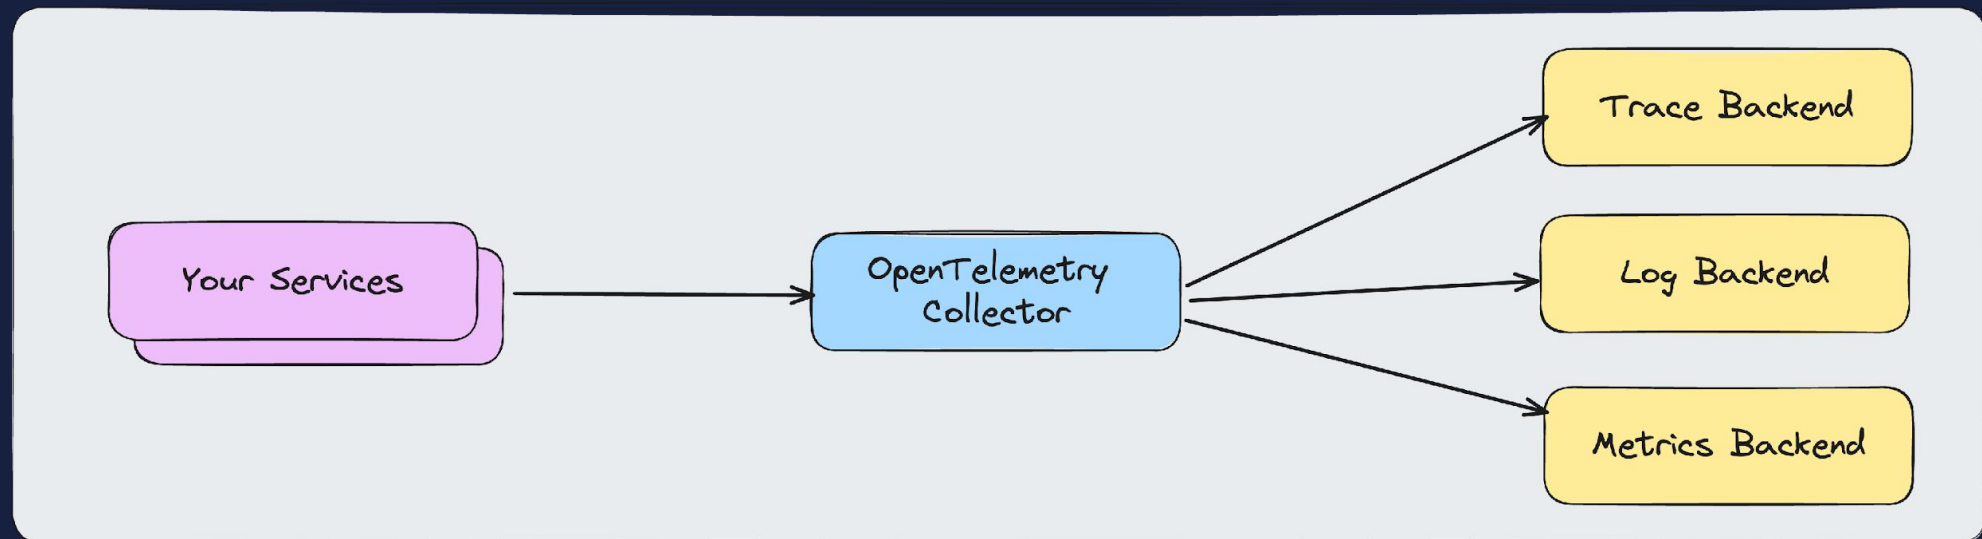 Your Services
OpenTelemetry
Collector
Trace Backend
Log Backend
Metrics Backend